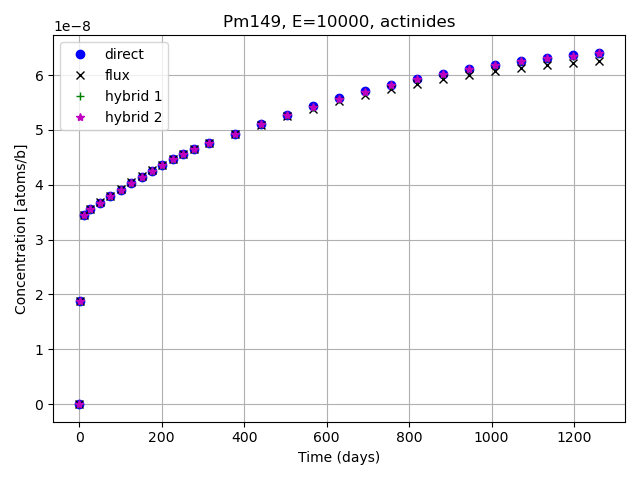 Pm149, E=10000, actinides
1e−8
direct
flux
hybrid 1
hybrid 2
Concentration [atoms/b]
6
5
4
3
2
1
0
0 200 400 600 800 1000 1200
Time (days)